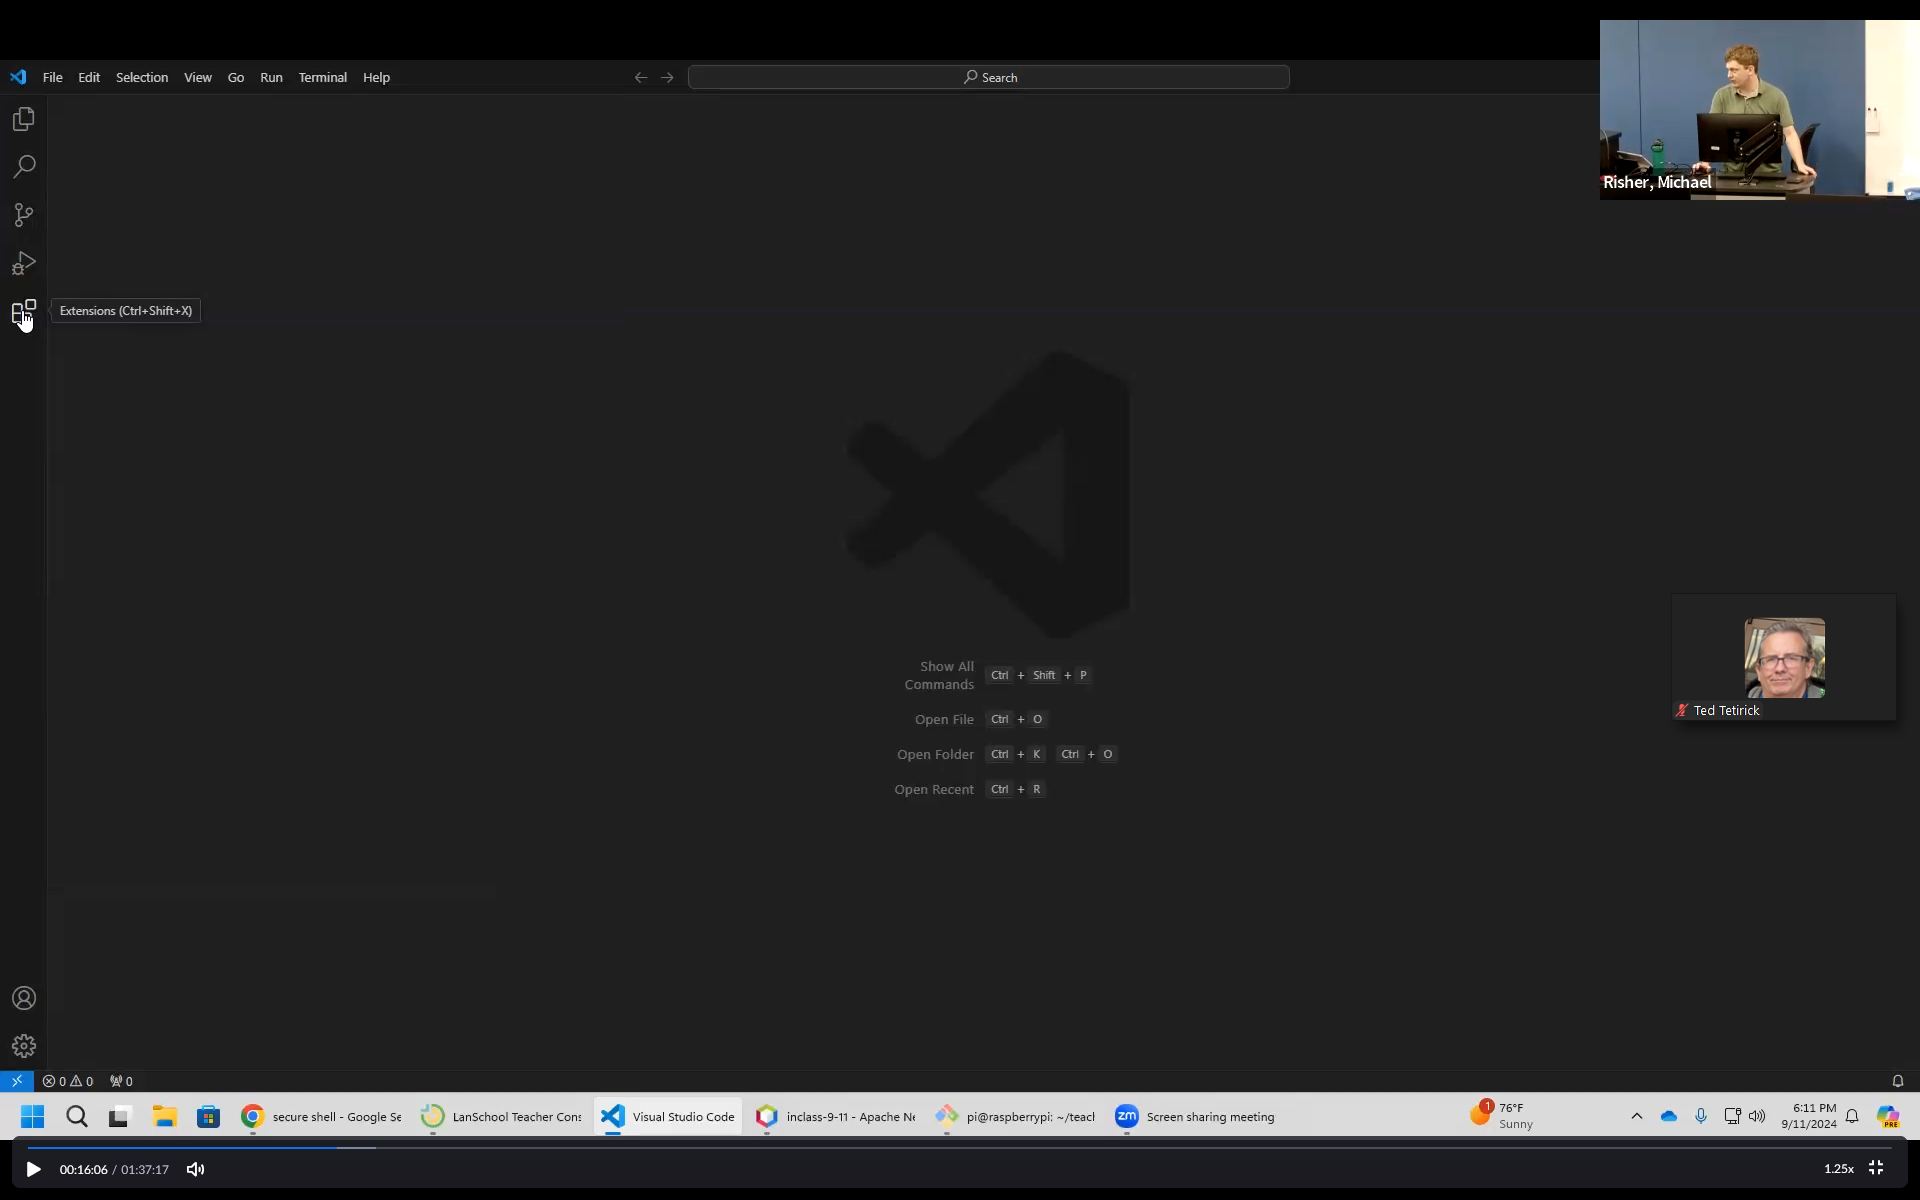 File Edit Selection View Go Run Terminal Help
Search
Risher, Michael
Extensions (Ctrl+Shift+X)
Show All Commands Ctrl + Shift + P
Open File Ctrl + O
Open Folder Ctrl + K Ctrl + O
Open Recent Ctrl + R
Ted Tetirick
0 0 0
secure shell - Google Se
LanSchool Teacher Cons
Visual Studio Code
inclass-9-11 - Apache Ne
pi@raspberrypi: ~/teacl
zm
Screen sharing meeting
1
76°F
Sunny
6:11 PM
9/11/2024
PRE
00:16:06 / 01:37:17
1.25x